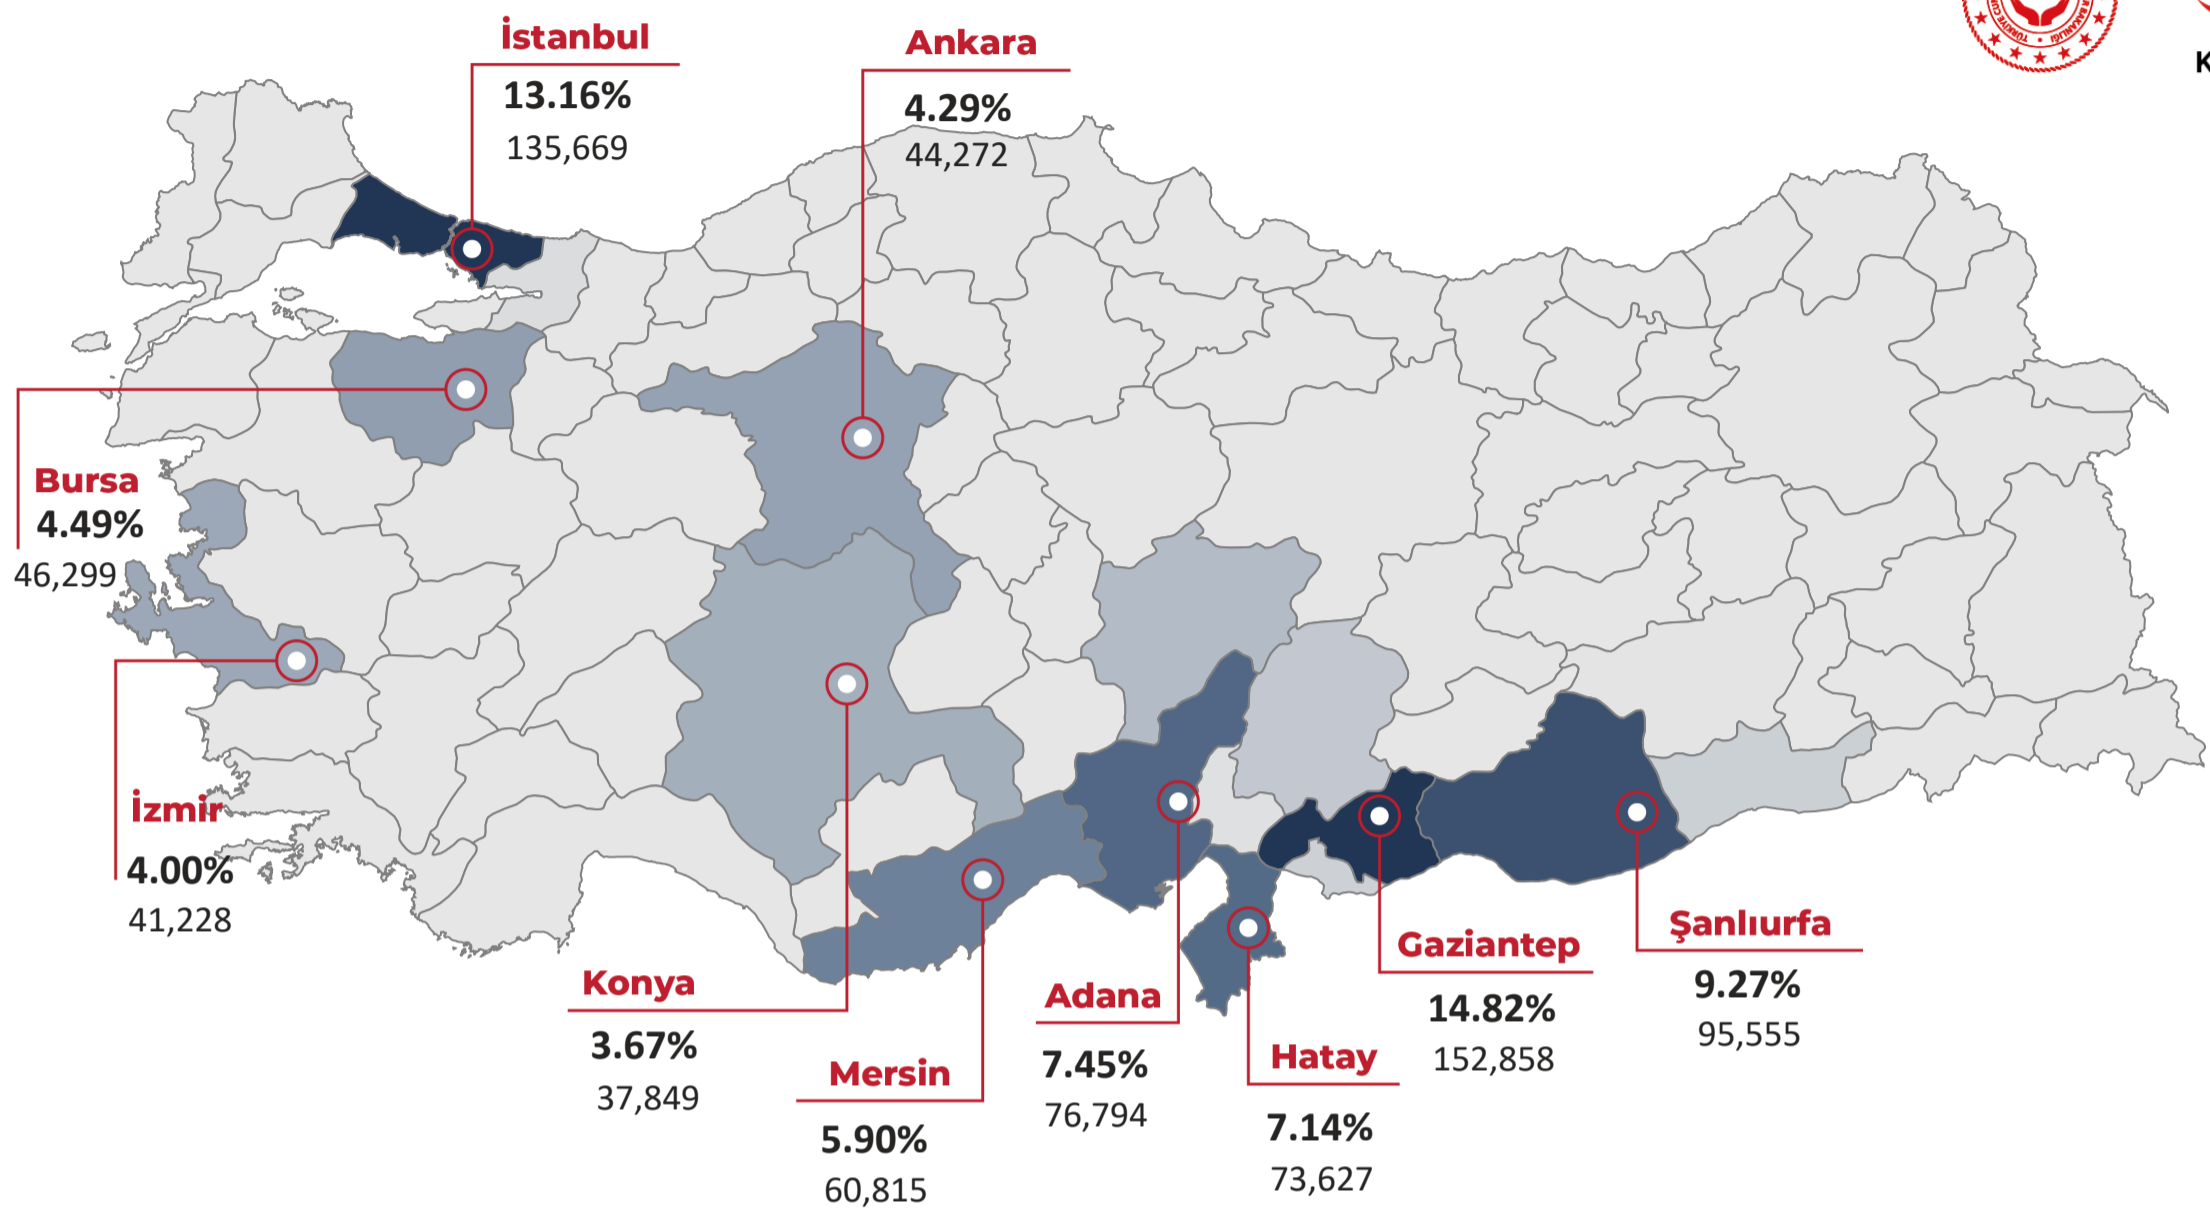 İstanbul
13.16%
135,669
Ankara
4.29%
44,272
K
Bursa
4.49%
46,299
İzmir
4.00%
41,228
Konya
3.67%
37,849
Mersin
5.90%
60,815
Adana
7.45%
76,794
Hatay
7.14%
73,627
Gaziantep
14.82%
152,858
Şanlıurfa
9.27%
95,555